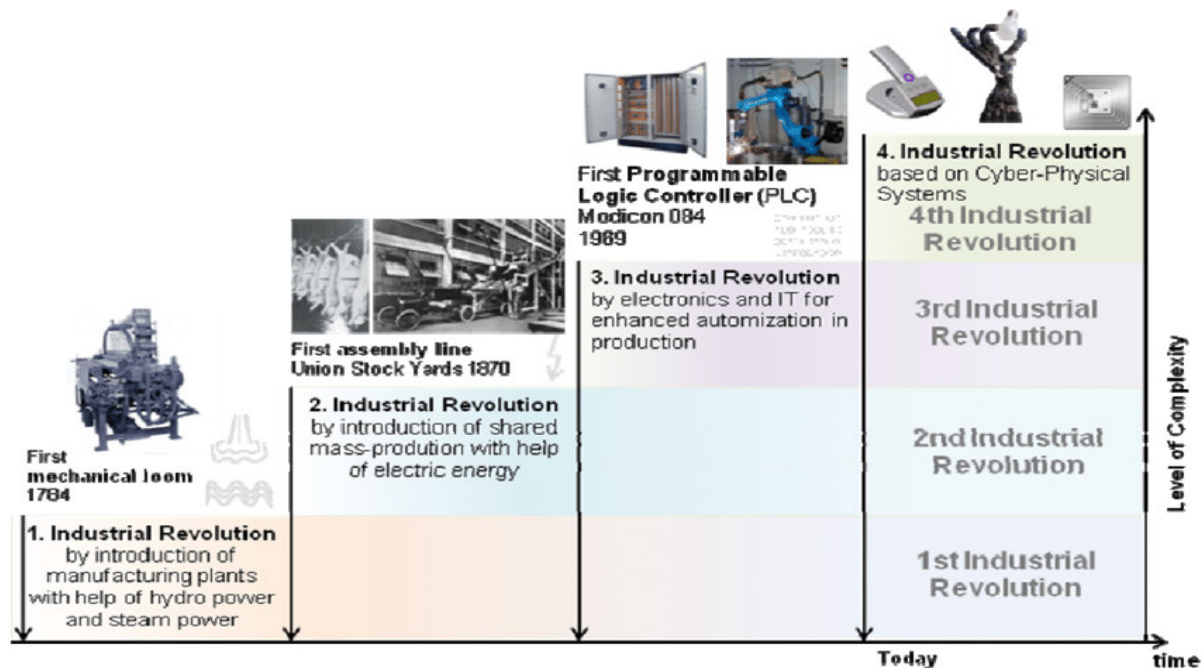 First Programmable
Logic Controller (PLC)
Modicon 084
1969
4. Industrial Revolution
based on Cyber-Physical
Systems
4th Industrial
Revolution
First assembly line
Union Stock Yards 1870
3. Industrial Revolution
by electronics and IT for
enhanced automization in
production
3rd Industrial
Revolution
First
mechanical loom
1784
2. Industrial Revolution
by introduction of shared
mass-prodution with help
of electric energy
2nd Industrial
Revolution
Level of Complexity
1. Industrial Revolution
by introduction of
manufacturing plants
with help of hydro power
and steam power
1st Industrial
Revolution
Today
time